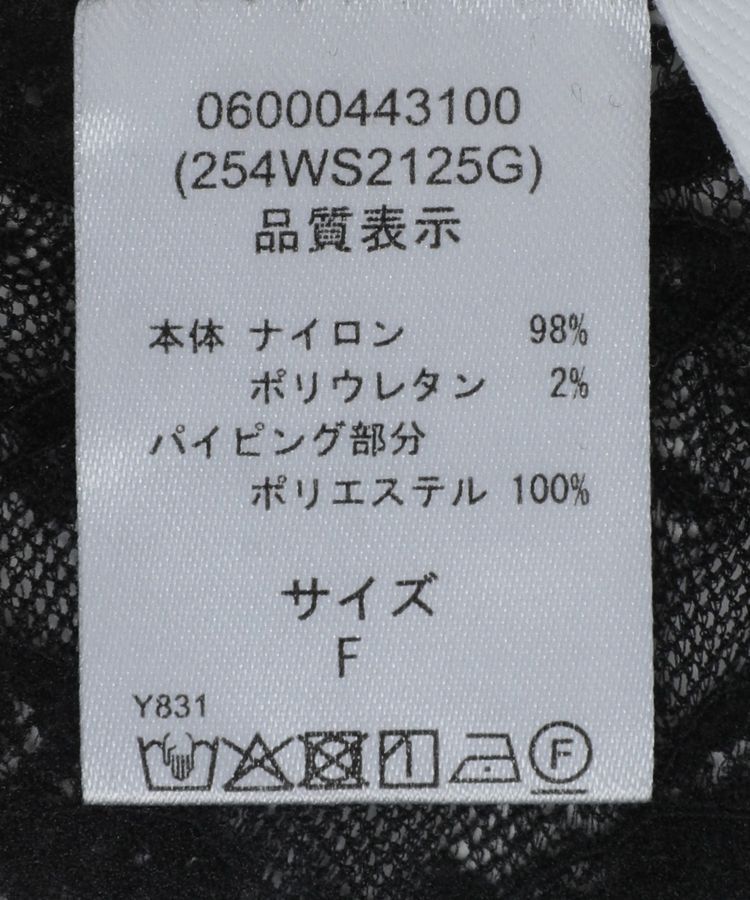 06000443100
(254WS2125G)
品質表示
本体 ナイロン 98%
ポリウレタン 2%
パイピング部分
ポリエステル 100%
サイズ
F
Y831
F